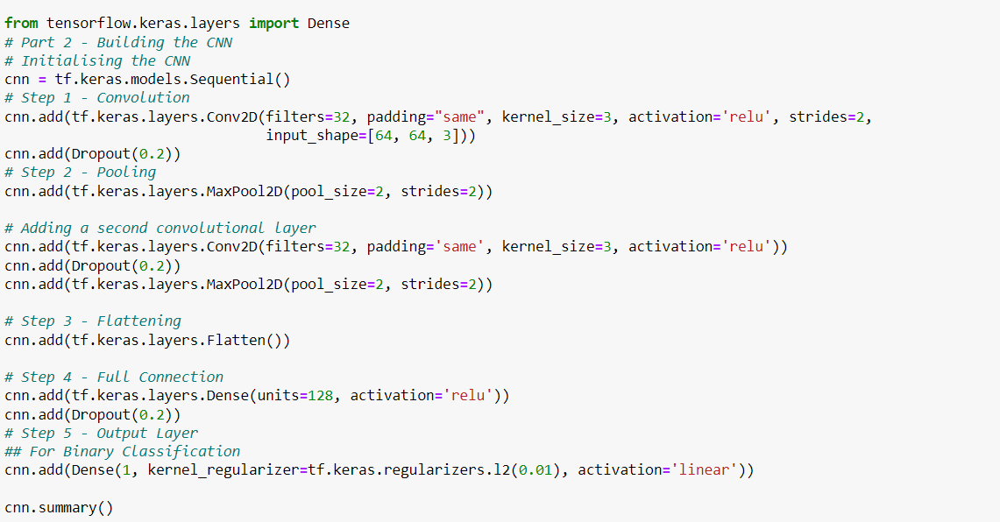 from tensorflow.keras.layers import Dense
# Part 2 - Building the CNN
# Initialising the CNN
cnn = tf.keras.models.Sequential()
# Step 1 - Convolution
cnn.add(tf.keras.layers.Conv2D(filters=32, padding="same", kernel_size=3, activation='relu', strides=2,
                               input_shape=[64, 64, 3]))
cnn.add(Dropout(0.2))
# Step 2 - Pooling
cnn.add(tf.keras.layers.MaxPool2D(pool_size=2, strides=2))

# Adding a second convolutional layer
cnn.add(tf.keras.layers.Conv2D(filters=32, padding='same', kernel_size=3, activation='relu'))
cnn.add(Dropout(0.2))
cnn.add(tf.keras.layers.MaxPool2D(pool_size=2, strides=2))

# Step 3 - Flattening
cnn.add(tf.keras.layers.Flatten())

# Step 4 - Full Connection
cnn.add(tf.keras.layers.Dense(units=128, activation='relu'))
cnn.add(Dropout(0.2))
# Step 5 - Output Layer
## For Binary Classification
cnn.add(Dense(1, kernel_regularizer=tf.keras.regularizers.l2(0.01), activation='linear'))

cnn.summary()